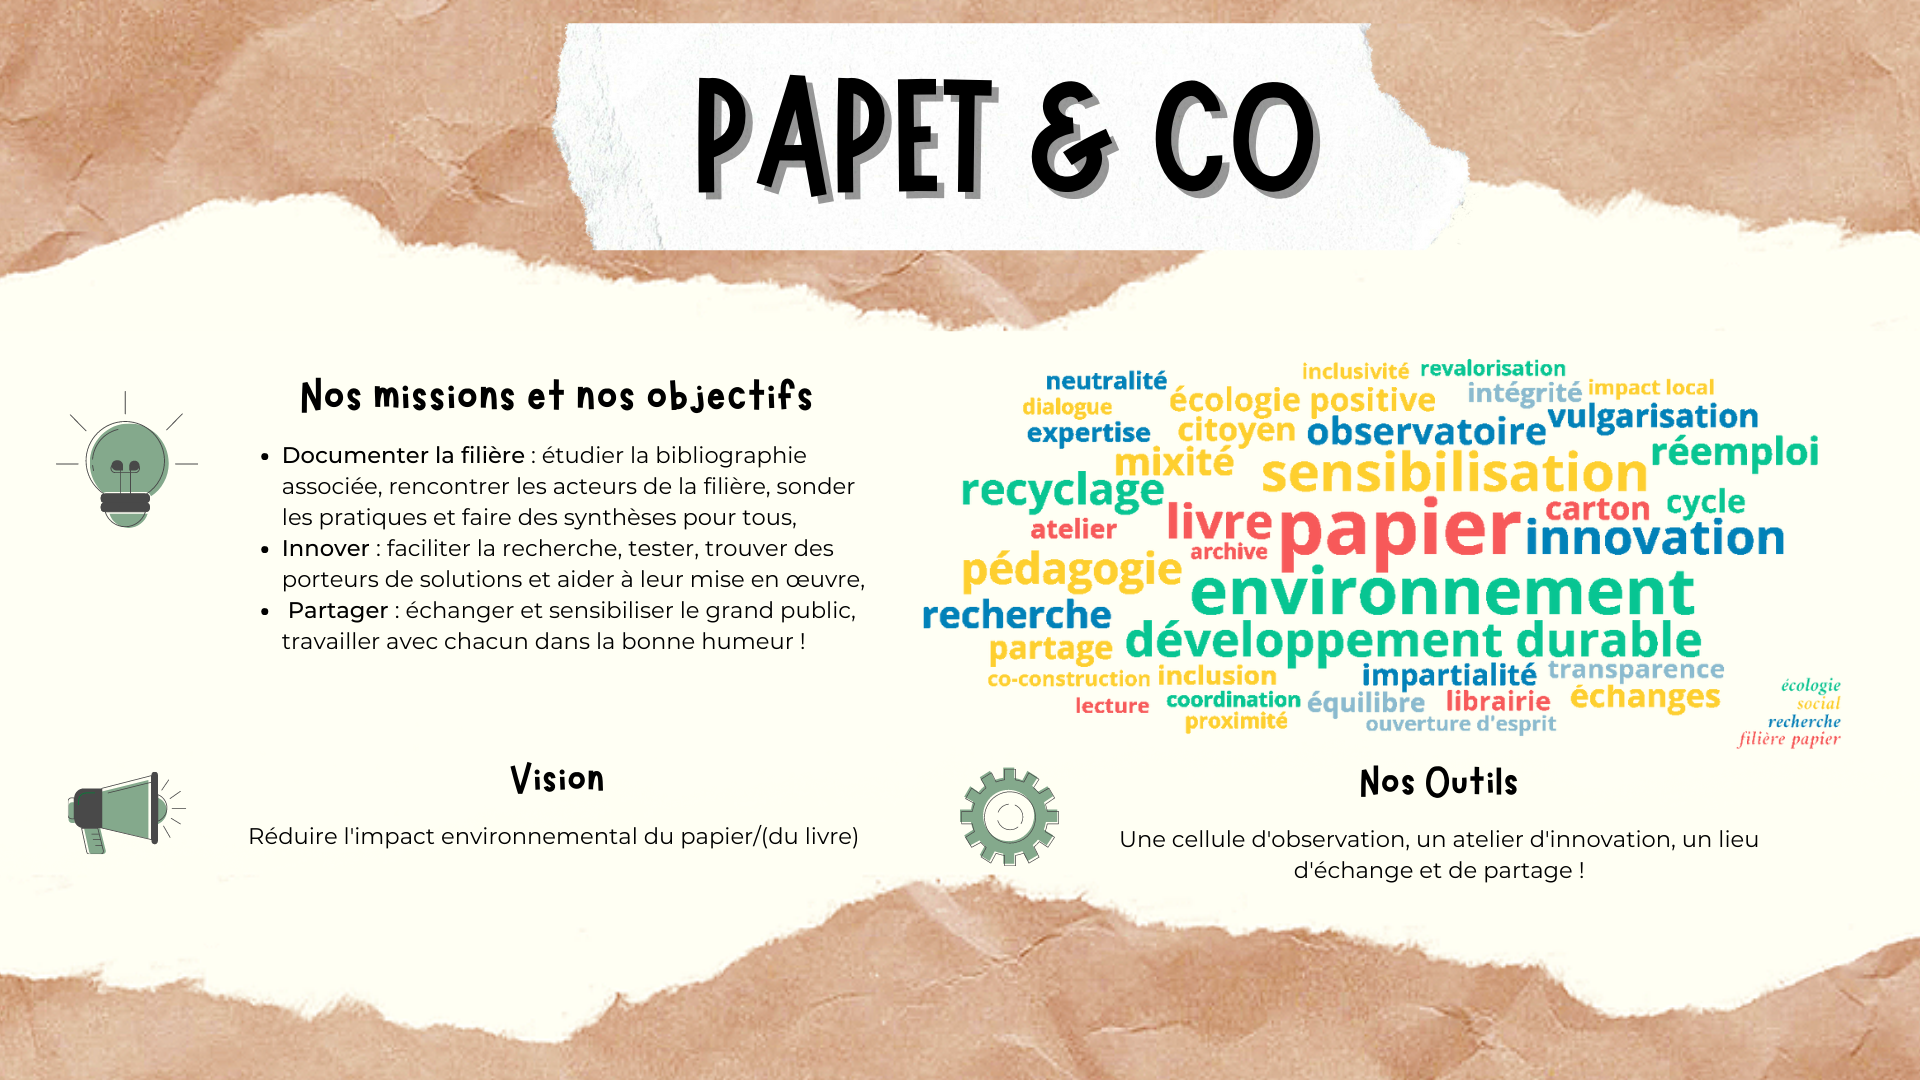 PAPET & CO
Nos missions et nos objectifs
• Documenter la filière : étudier la bibliographie
associée, rencontrer les acteurs de la filière, sonder
les pratiques et faire des synthèses pour tous,
• Innover : faciliter la recherche, tester, trouver des
porteurs de solutions et aider à leur mise en œuvre,
• Partager : échanger et sensibiliser le grand public,
travailler avec chacun dans la bonne humeur !
neutralité inclusivité revalorisation
dialogue écologie positive intégrité impact local
expertise citoyen observatoire vulgarisation
mixité sensibilisation réemploi
recyclage livre papier carton cycle
atelier archive innovation
pédagogie environnement
recherche
partage développement durable
co-construction inclusion impartialité transparence
lecture coordination équilibre librairie échanges
proximité ouverture d'esprit
écologie
social
recherche
filière papier
Vision
Réduire l'impact environnemental du papier/(du livre)
Nos Outils
Une cellule d'observation, un atelier d'innovation, un lieu
d'échange et de partage !